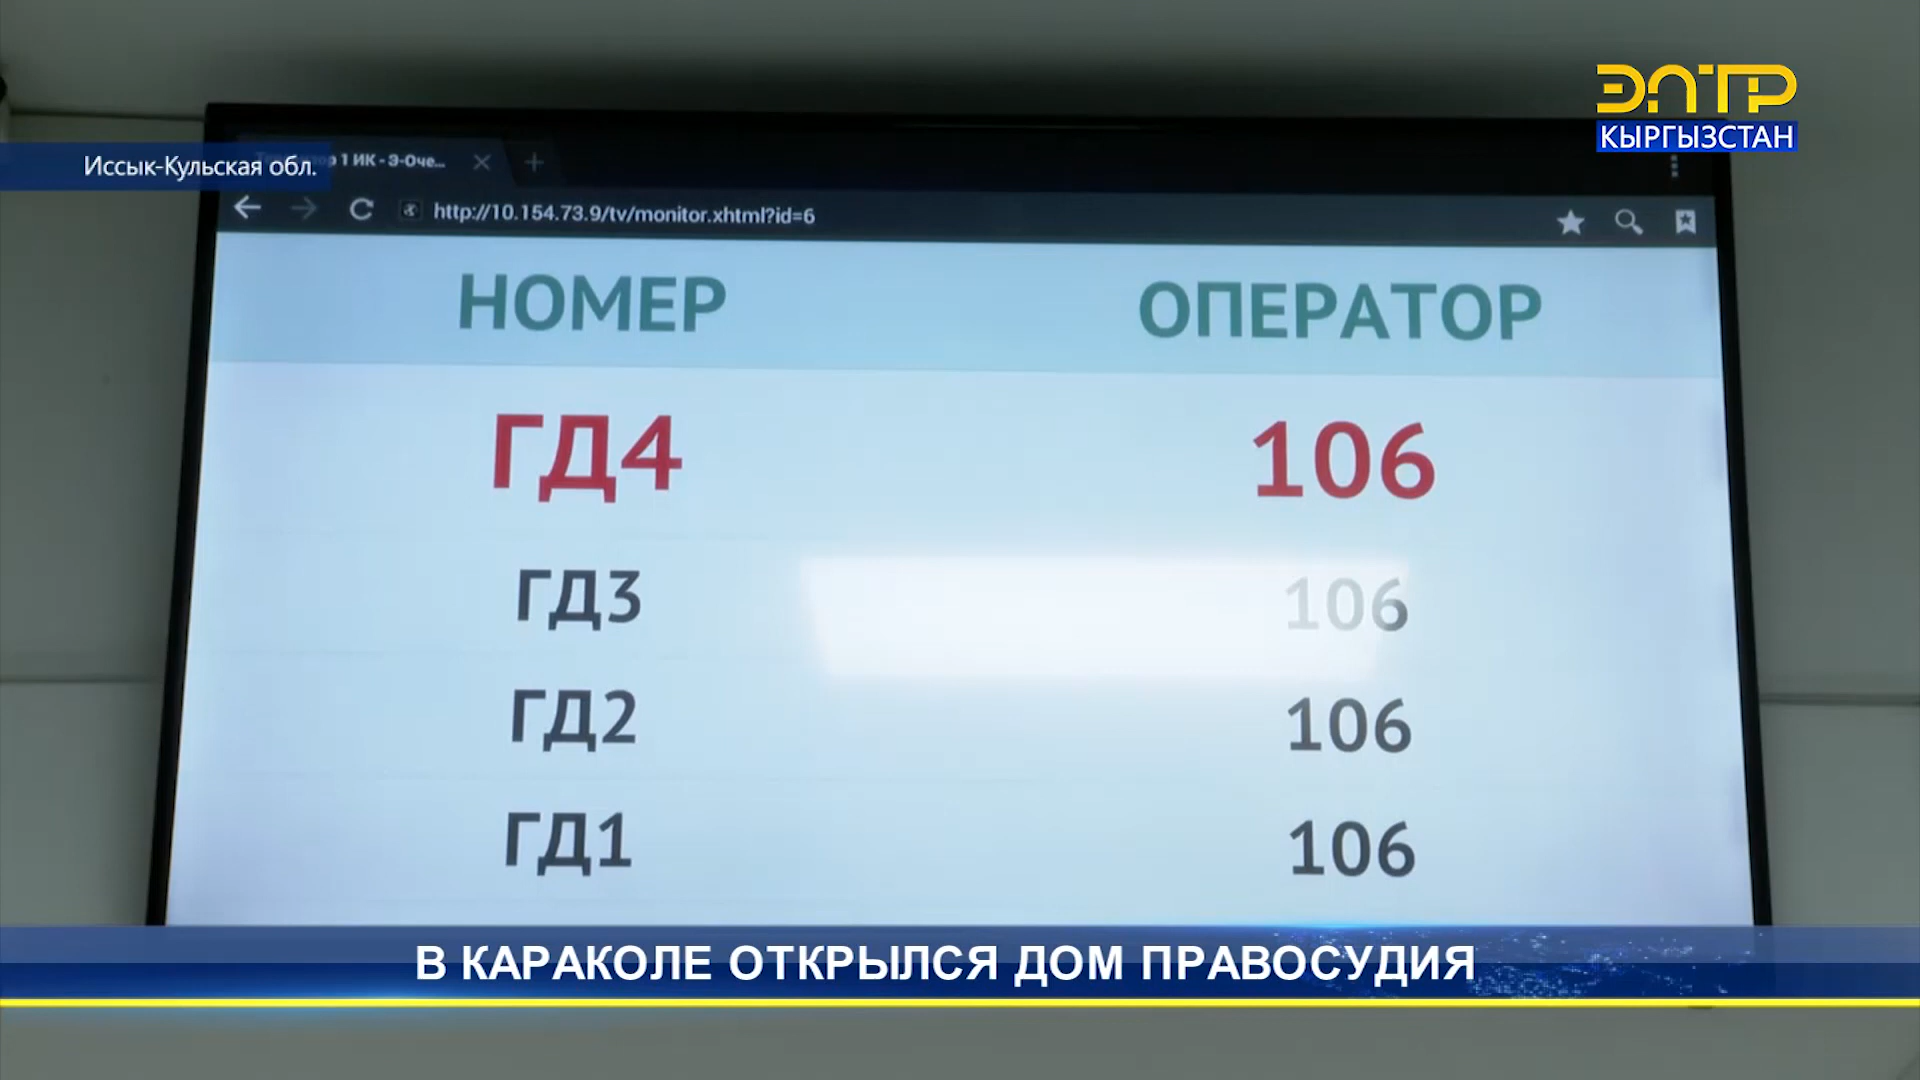 ЭЛТР
КЫРГЫЗСТАН
Иссык-Кульская обл.
1 ИК - Э-Оче...
http://10.154.73.9/tv/monitor.xhtml?id=6
НОМЕР ОПЕРАТОР
ГД4 106
ГД3 106
ГД2 106
ГД1 106
В КАРАКОЛЕ ОТКРЫЛСЯ ДОМ ПРАВОСУДИЯ